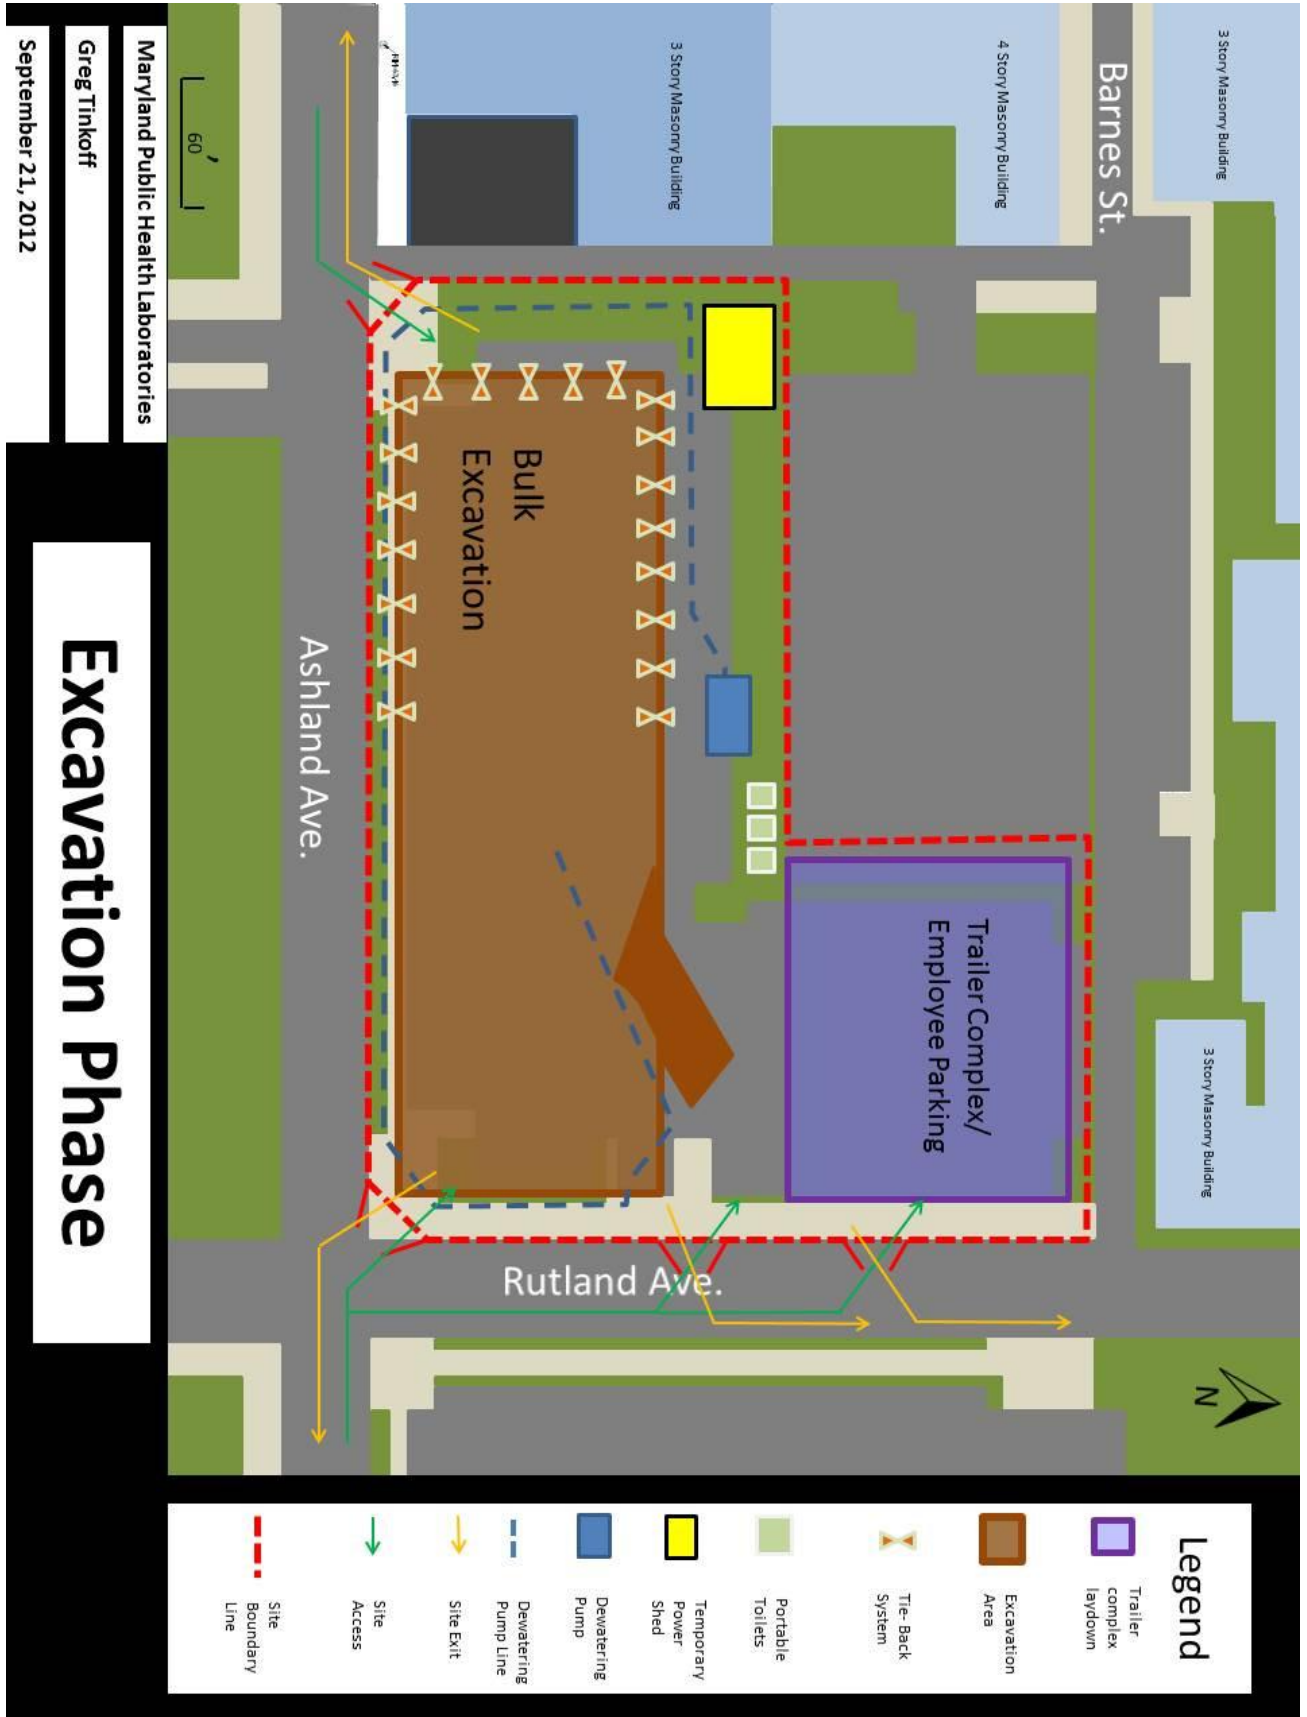 3 Story Masonry Building
4 Story Masonry Building
3 Story Masonry Building
Barnes St.
Trailer Complex/
Employee Parking
3 Story Masonry Building
Bulk
Excavation
Rutland Ave.
Ashland Ave.
N
60'
Legend
Trailer
complex
laydown
Excavation
Area
Tie- Back
System
Portable
Toilets
Temporary
Power
Shed
Dewatering
Pump
Dewatering
Pump Line
Site Exit
Site
Access
Site
Boundary
Line
Maryland Public Health Laboratories
Greg Tinkoff
September 21, 2012
Excavation Phase